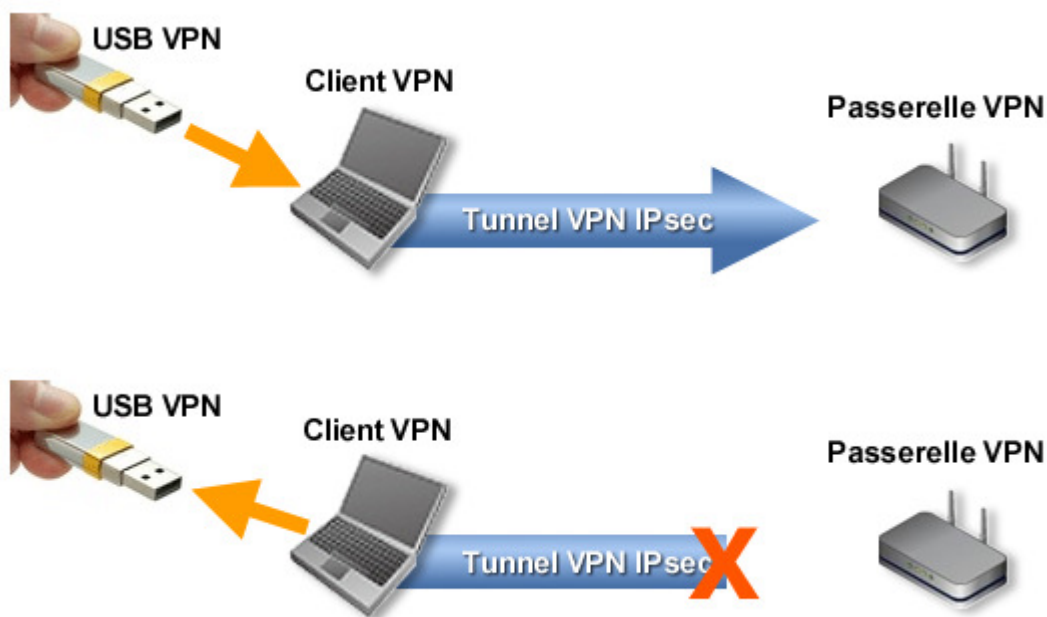 USB VPN
Client VPN
Passerelle VPN
Tunnel VPN IPsec
USB VPN
Client VPN
Passerelle VPN
Tunnel VPN IPsec
X